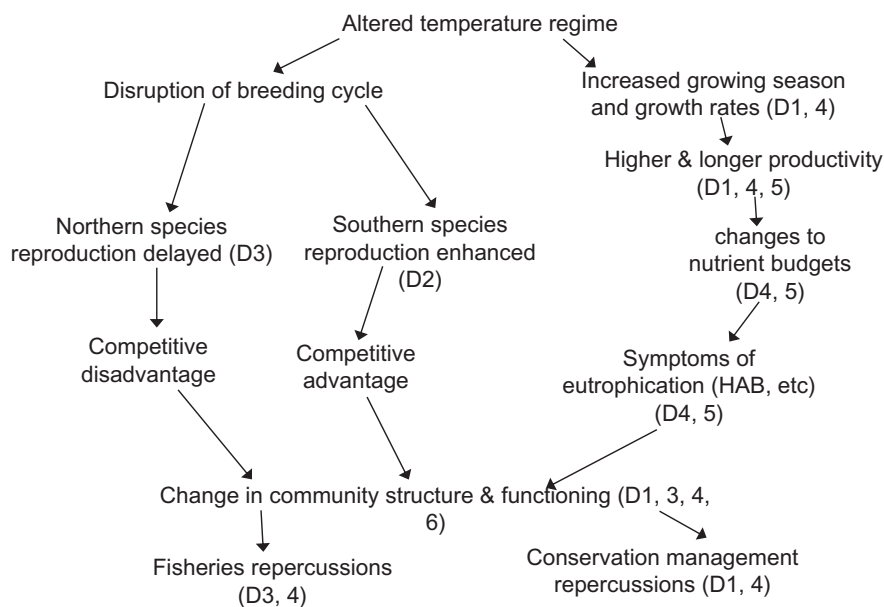 Altered temperature regime
Disruption of breeding cycle
Increased growing season
and growth rates (D1, 4)
Higher & longer productivity
(D1, 4, 5)
Northern species
reproduction delayed (D3)
Southern species
reproduction enhanced
(D2)
changes to
nutrient budgets
(D4, 5)
Competitive
disadvantage
Competitive
advantage
Symptoms of
eutrophication (HAB, etc)
(D4, 5)
Change in community structure & functioning (D1, 3, 4,
6)
Fisheries repercussions
(D3, 4)
Conservation management
repercussions (D1, 4)